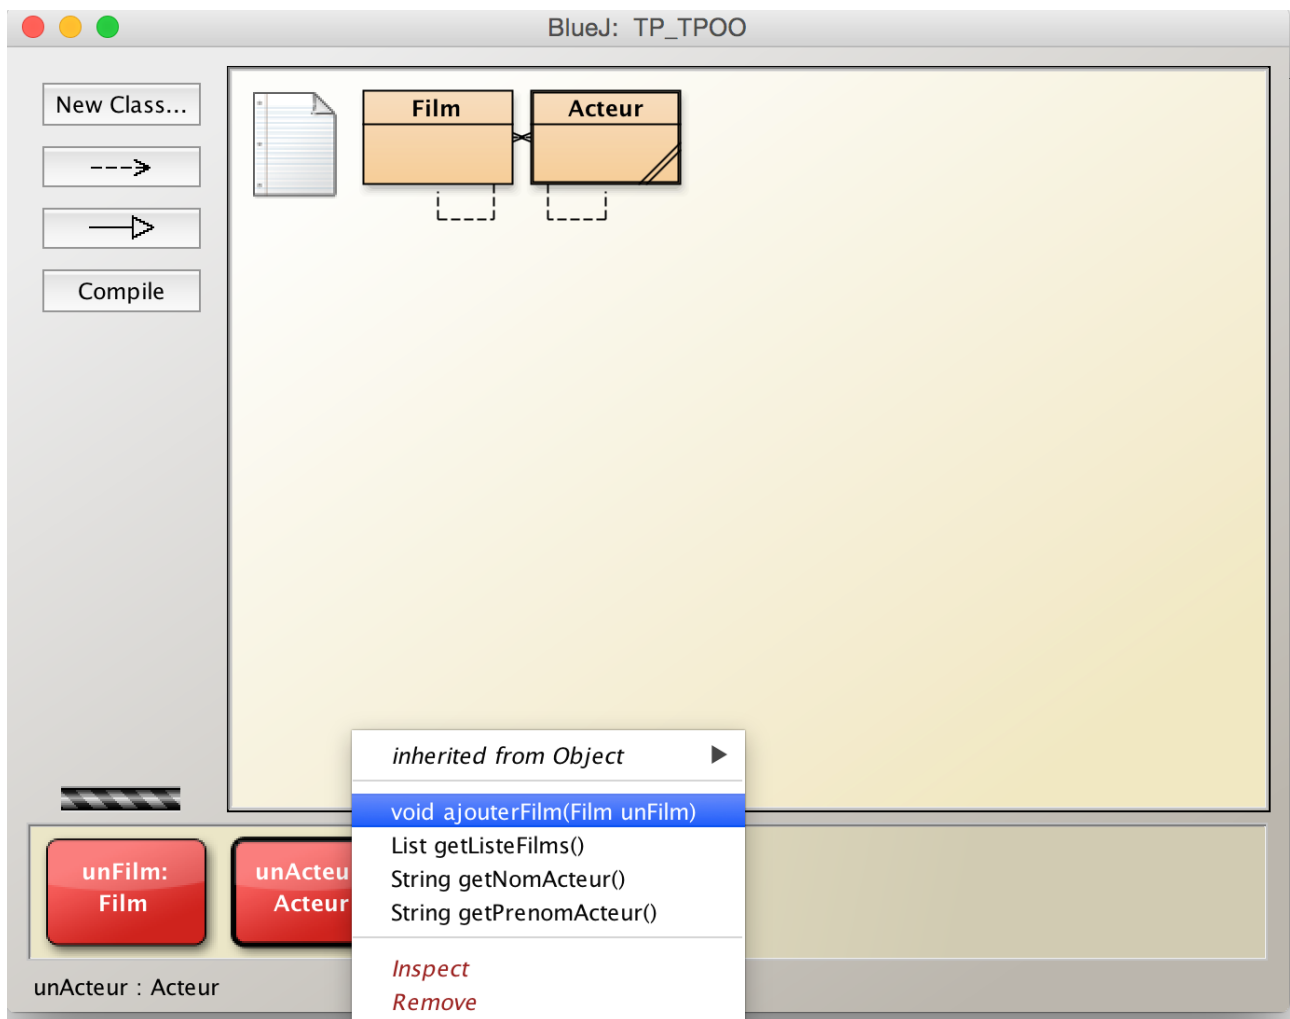 BlueJ: TP_TPOO
New Class...
Compile
Film
Acteur
inherited from Object
void ajouterFilm(Film unFilm)
List getListeFilms()
String getNomActeur()
String getPrenomActeur()
Inspect
Remove
unFilm:
Film
unActeu
Acteur
unActeur : Acteur